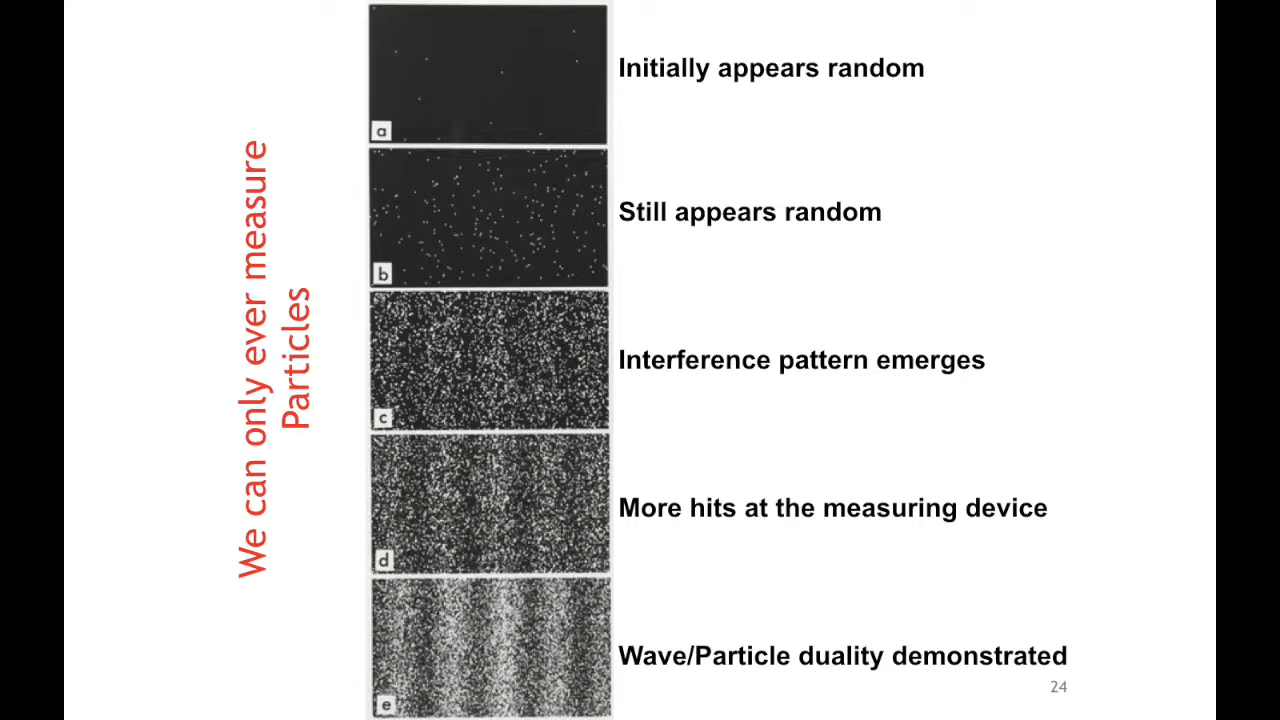 We can only ever measure
Particles
a
Initially appears random
b
Still appears random
c
Interference pattern emerges
d
More hits at the measuring device
e
Wave/Particle duality demonstrated
24